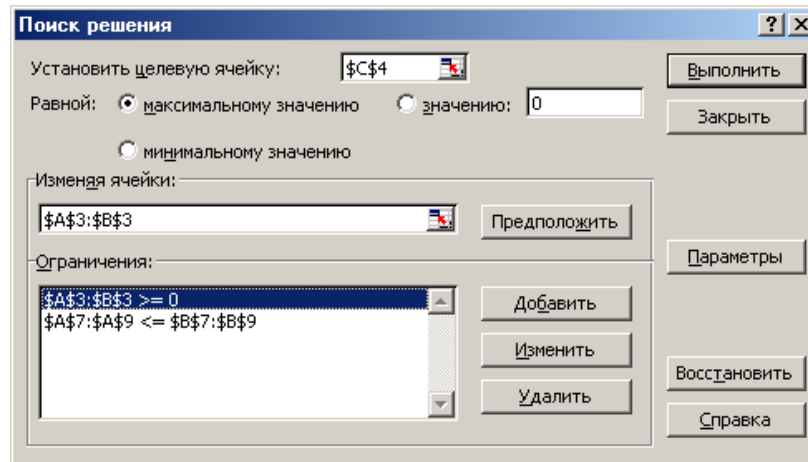 Поиск решения
Установить целевую ячейку: $C$4
Выполнить
Равной: максимальному значению значению: 0
Закрыть
минимальному значению
Изменяя ячейки:
$A$3:$B$3
Предположить
Ограничения:
Параметры
$A$3:$B$3 >= 0
Добавить
$A$7:$A$9 <= $B$7:$B$9
Изменить
Восстановить
Удалить
Справка